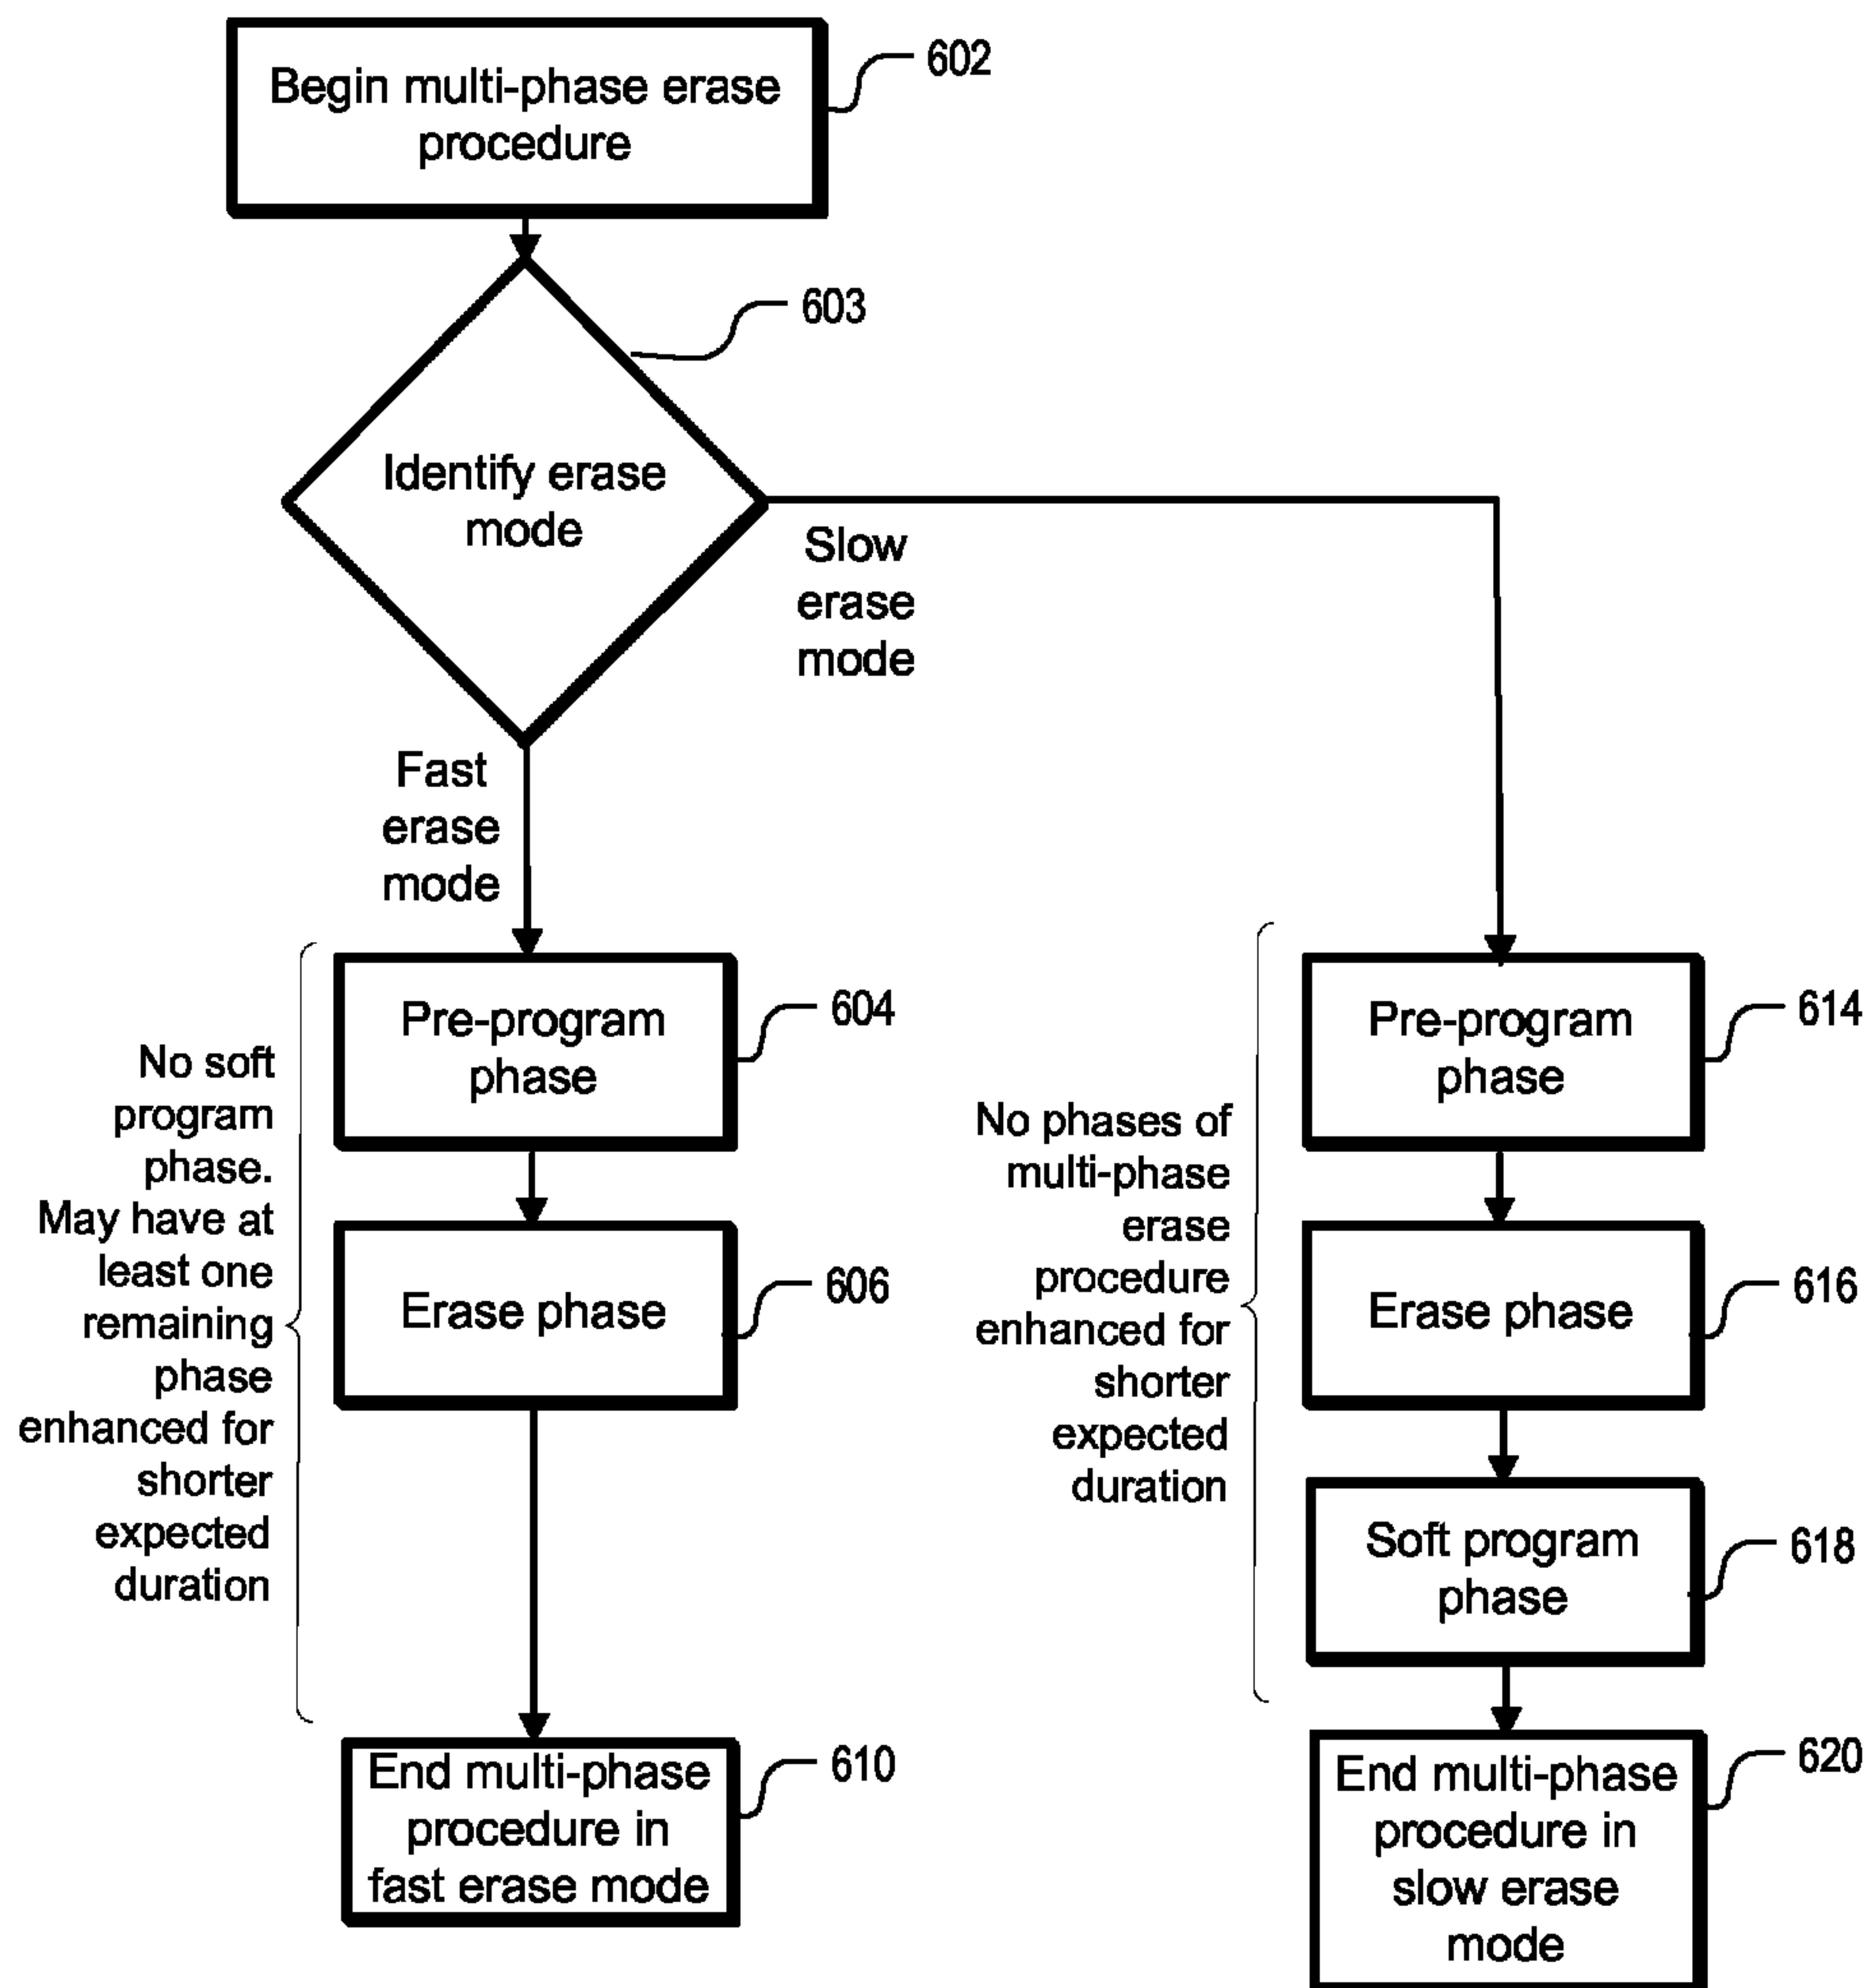 Begin multi-phase erase
procedure
602
603
Identify erase
mode
Slow
erase
mode
Fast
erase
mode
No soft
program
phase.
May have at
least one
remaining
phase
enhanced for
shorter
expected
duration
Pre-program
phase
604
Erase phase
606
End multi-phase
procedure in
fast erase mode
610
No phases of
multi-phase
erase
procedure
enhanced for
shorter
expected
duration
Pre-program
phase
614
Erase phase
616
Soft program
phase
618
End multi-phase
procedure in
slow erase
mode
620